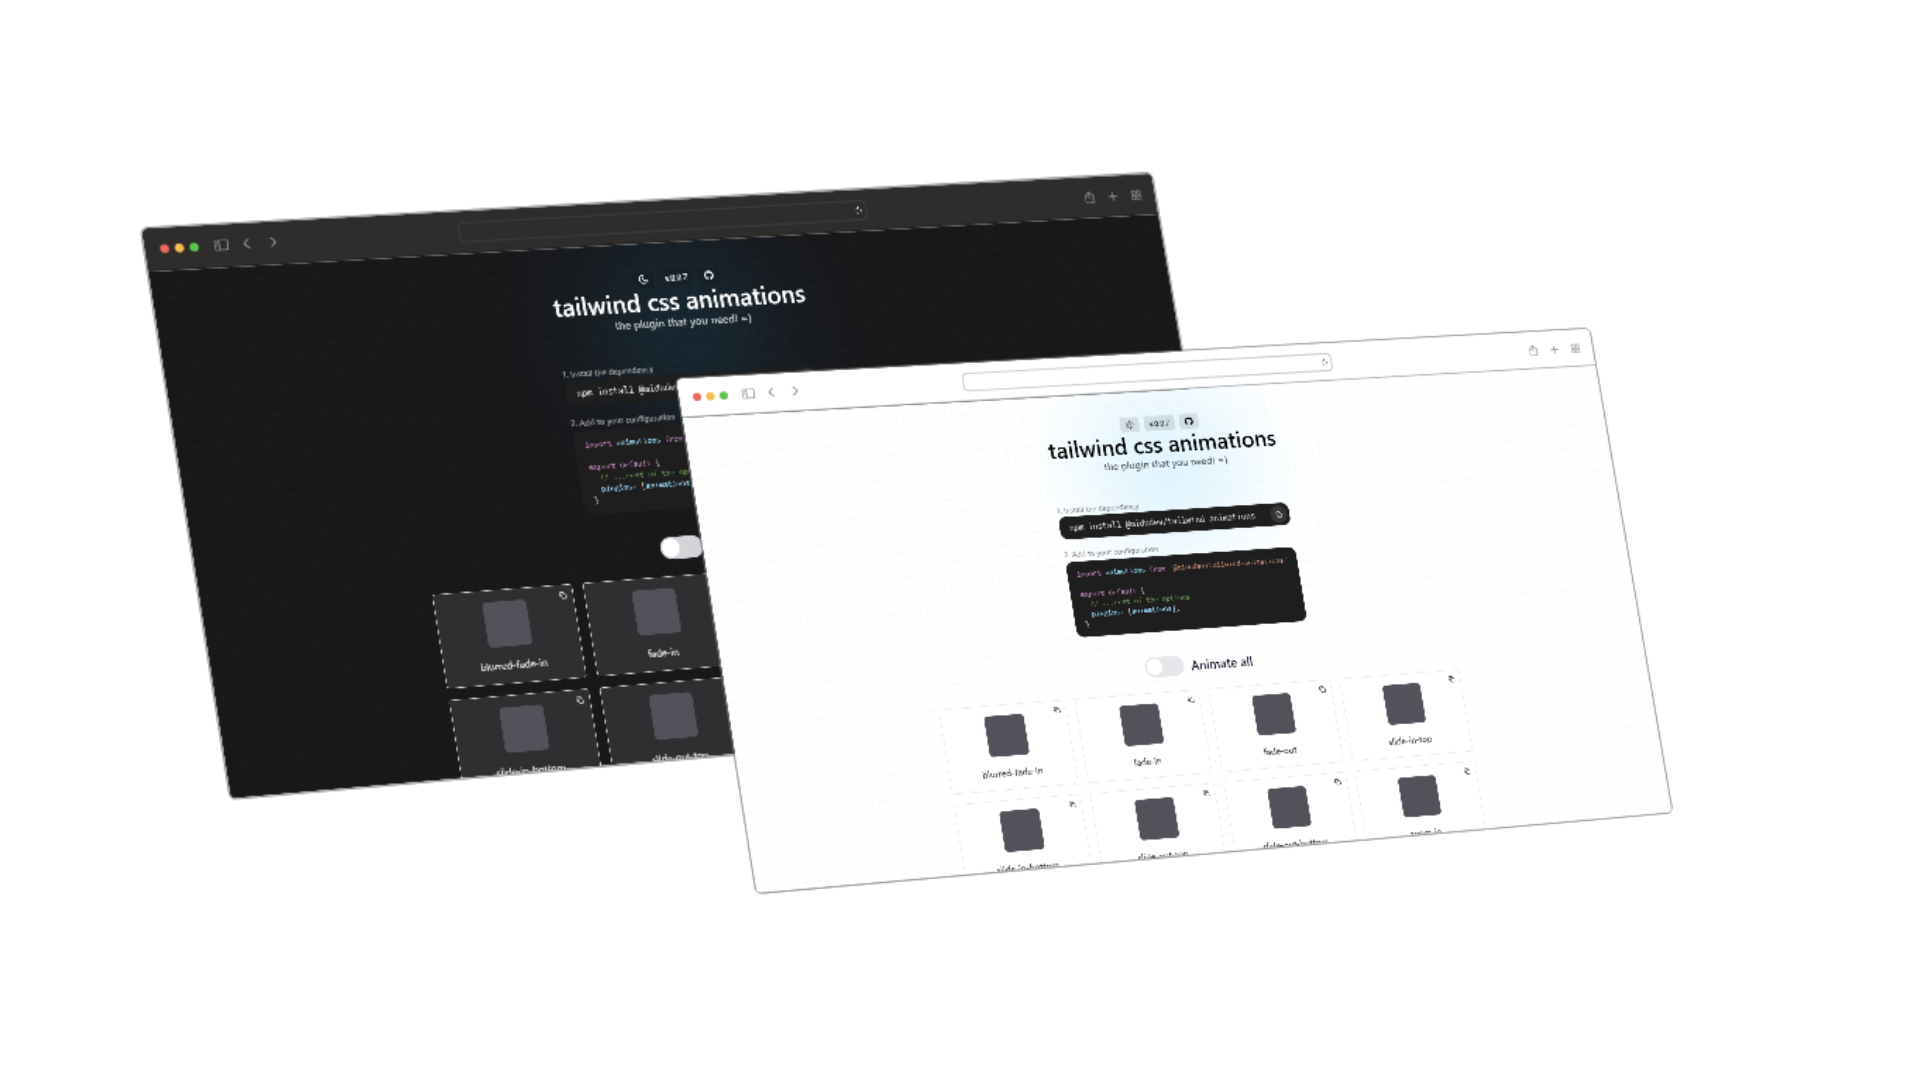 v0.0.7
tailwind css animations
the plugin that you need! =)
1. Install the dependency
npm install @midudev
2. Add to your configuration
import animations from
export default {
// ...rest of the op
plugins: [animations]
}
blurred-fade-in
fade-in
slide-in-bottom
slide-out-top
v0.0.7
tailwind css animations
the plugin that you need! =)
1. Install the dependency
npm install @midudev/tailwind-animations
2. Add to your configuration
import animations from '@midudev/tailwind-animations'
export default {
// ...rest of the options
plugins: [animations],
}
Animate all
blurred-fade-in
fade-in
fade-out
slide-in-top
slide-in-bottom
slide-out-top
slide-out-bottom
zoom-in